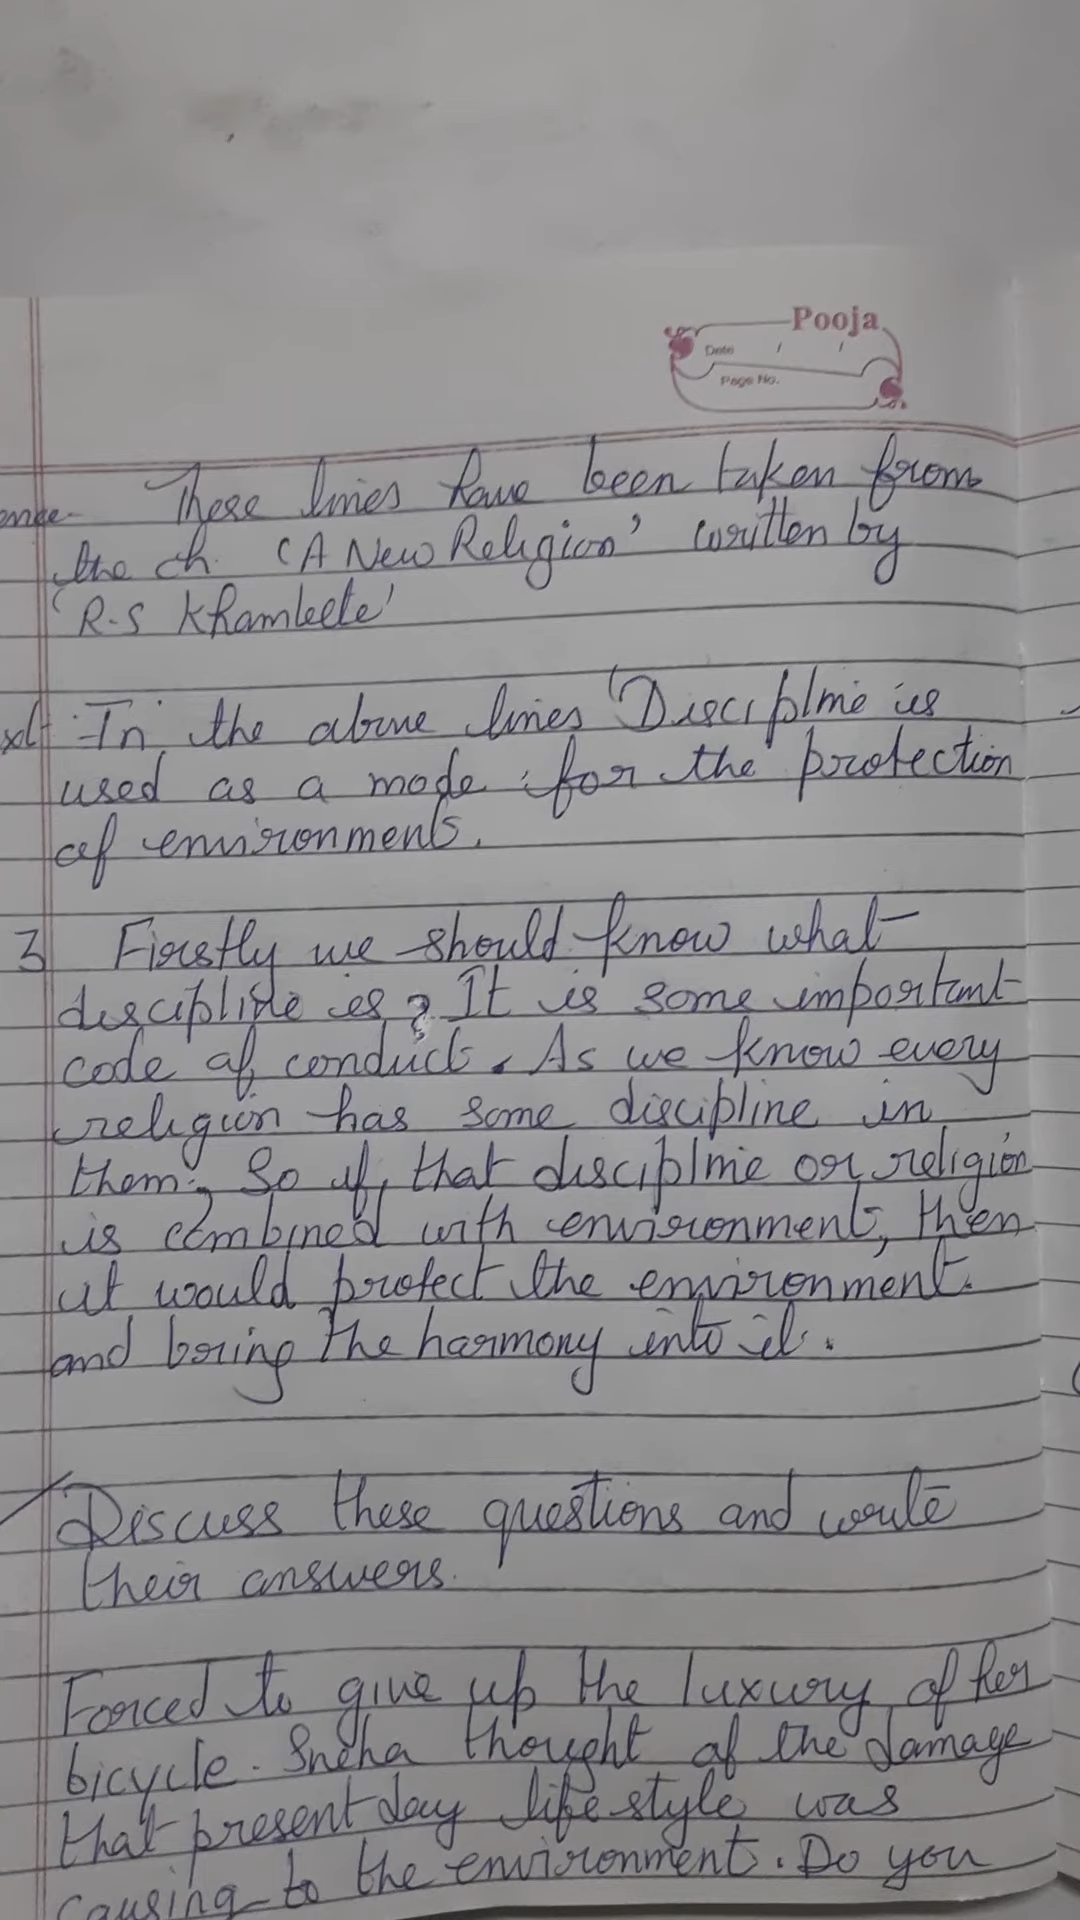 Pooja
Date / /
Page No.
These lines have been taken from
the ch. 'A New Religion' written by
'R.S Khambete'
In the above lines 'Discipline is
used as a mode for the protection
of environment.
3 Firstly we should know what
discipline is? It is some important
code of conduct. As we know every
religion has some discipline in
them. So if that discipline or religion
is combined with environment, then
it would protect the environment.
and bring the harmony into it.
Discuss these questions and write
their answers.
Forced to give up the luxury of her
bicycle. Sneha thought of the damage
that present day life style was
causing to the environment. Do you